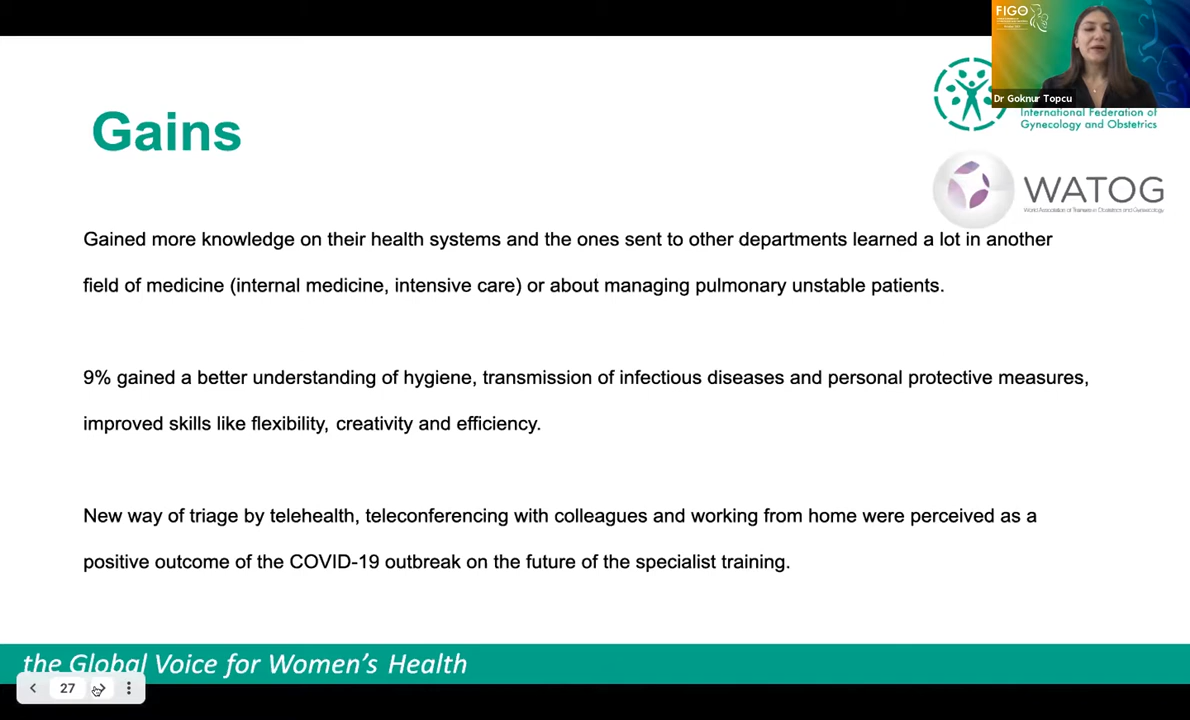 FIGO
Dr Goknur Topcu
International Federation of
Gynecology and Obstetrics
WATOG
World Association of Trainees in Obstetrics and Gynecology
Gains
Gained more knowledge on their health systems and the ones sent to other departments learned a lot in another
field of medicine (internal medicine, intensive care) or about managing pulmonary unstable patients.
9% gained a better understanding of hygiene, transmission of infectious diseases and personal protective measures,
improved skills like flexibility, creativity and efficiency.
New way of triage by telehealth, teleconferencing with colleagues and working from home were perceived as a
positive outcome of the COVID-19 outbreak on the future of the specialist training.
the Global Voice for Women’s Health
27